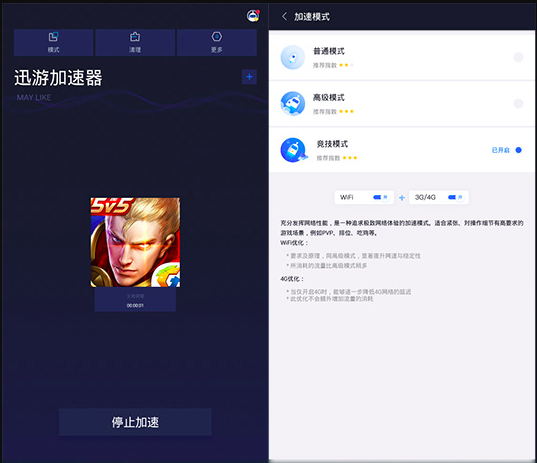 模式
清理
更多
迅游加速器
MAY LIKE
5v5
00:00:01
停止加速
加速模式
普通模式
推荐指数
高级模式
推荐指数
竞技模式
推荐指数
已开启
WiFi 开 + 3G/4G 开
充分发挥网络性能，是一种追求极致网络体验的加速模式。适合紧张、对操作细节有高要求的
游戏场景，例如PVP、排位、吃鸡等。
WiFi优化：
* 要求及原理，同高级模式，显著提升网速与稳定性
* 所消耗的流量比高级模式稍多
4G优化：
* 当仅开启4G时，能够进一步降低4G网络的延迟
* 此优化不会额外增加流量的消耗